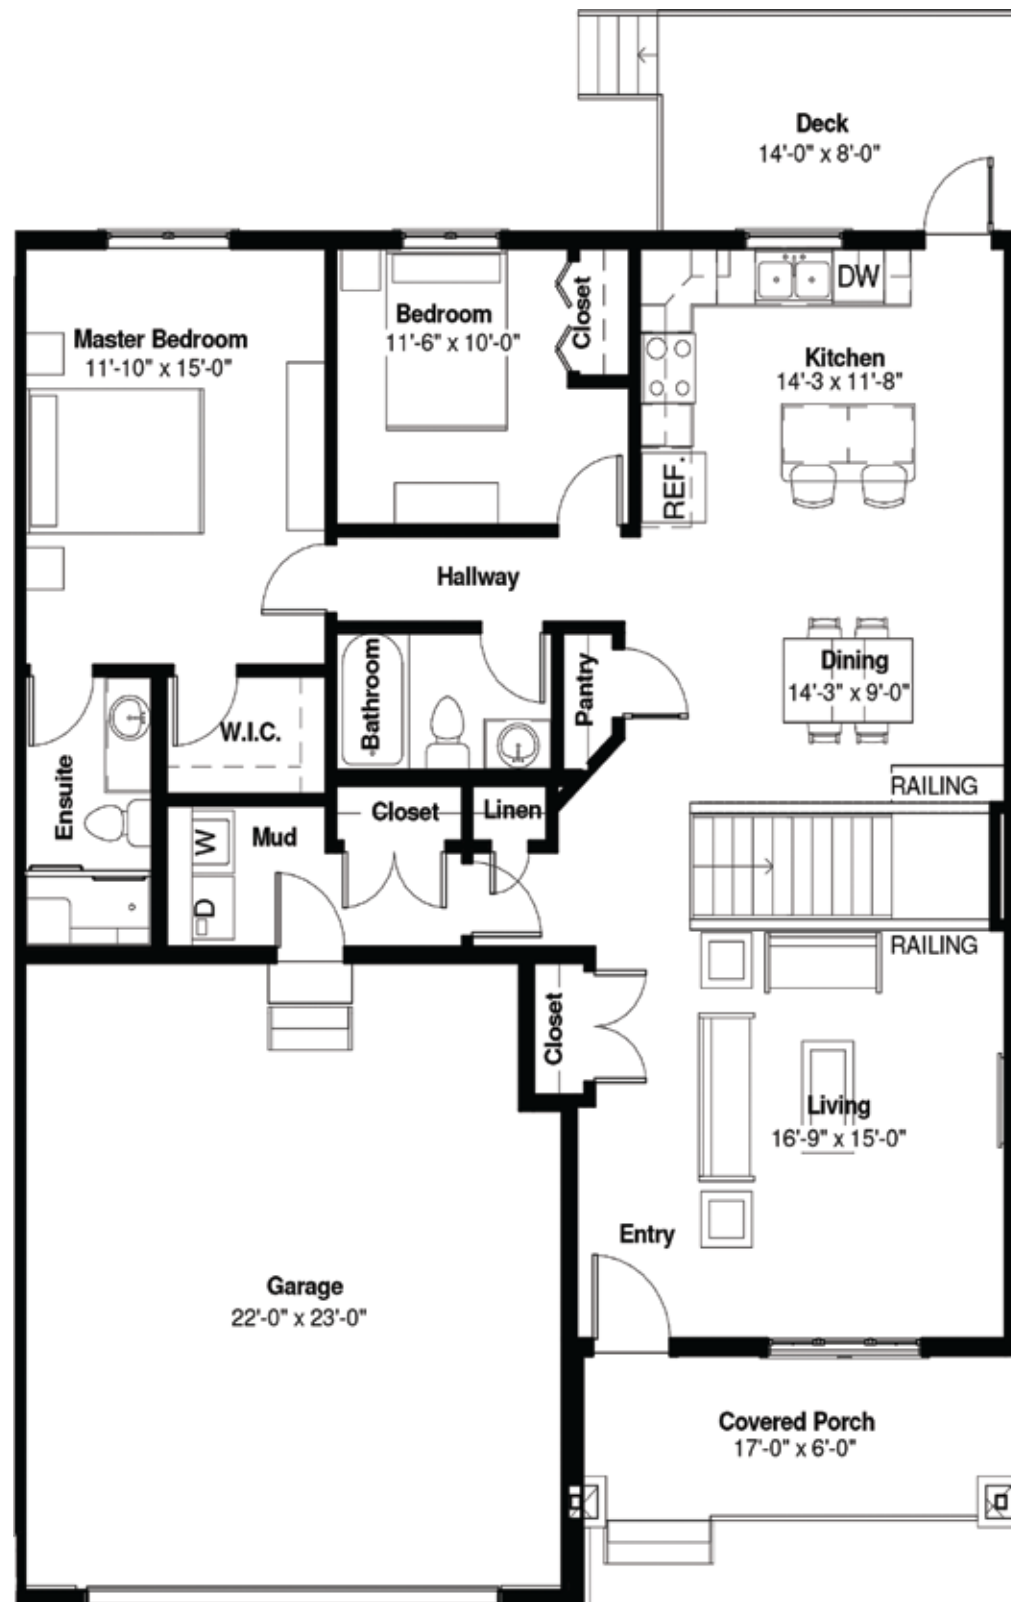 Deck
14'-0" x 8'-0"
DW
Closet
Bedroom
11'-6" x 10'-0"
Master Bedroom
11'-10" x 15'-0"
Kitchen
14'-3 x 11'-8"
REF.
Hallway
Bathroom
Pantry
Dining
14'-3" x 9'-0"
W.I.C.
Ensuite
RAILING
Closet
Linen
Mud
W
D
RAILING
Closet
Living
16'-9" x 15'-0"
Entry
Garage
22'-0" x 23'-0"
Covered Porch
17'-0" x 6'-0"